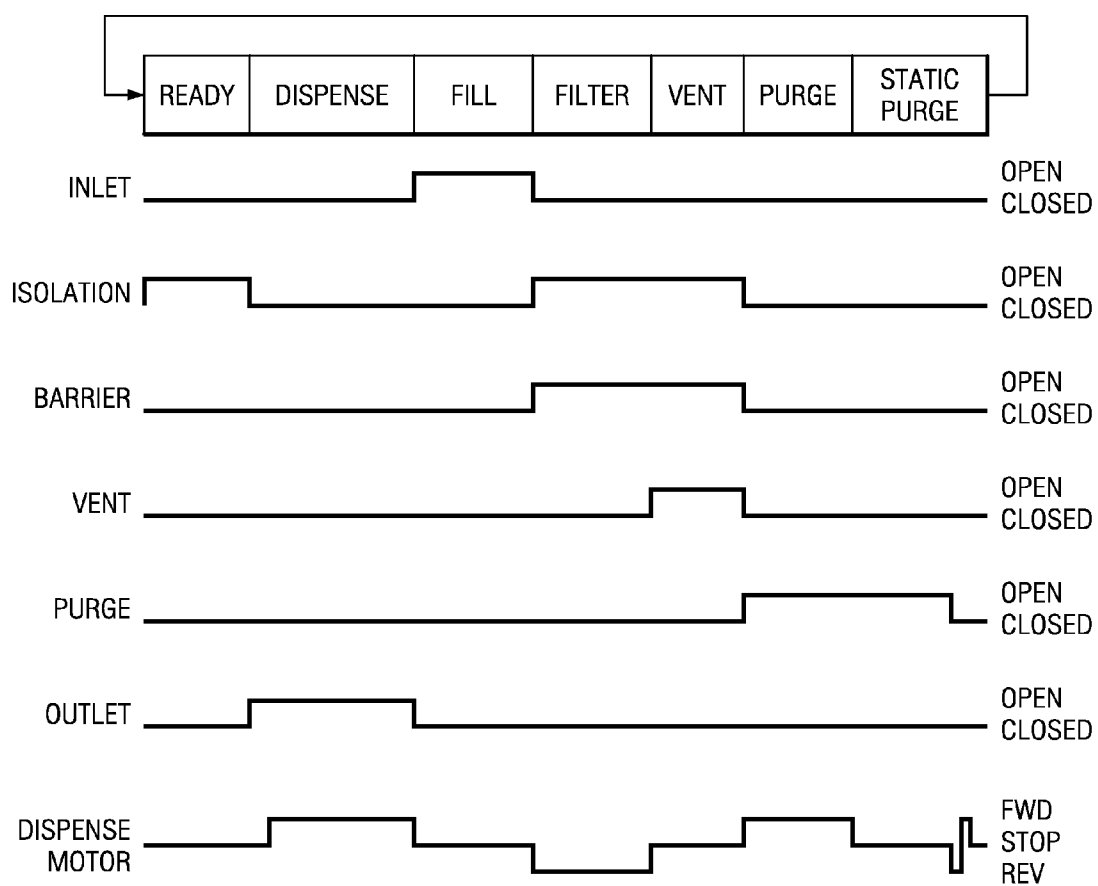 READY DISPENSE FILL FILTER VENT PURGE STATIC PURGE
INLET OPEN CLOSED
ISOLATION OPEN CLOSED
BARRIER OPEN CLOSED
VENT OPEN CLOSED
PURGE OPEN CLOSED
OUTLET OPEN CLOSED
DISPENSE MOTOR FWD STOP REV